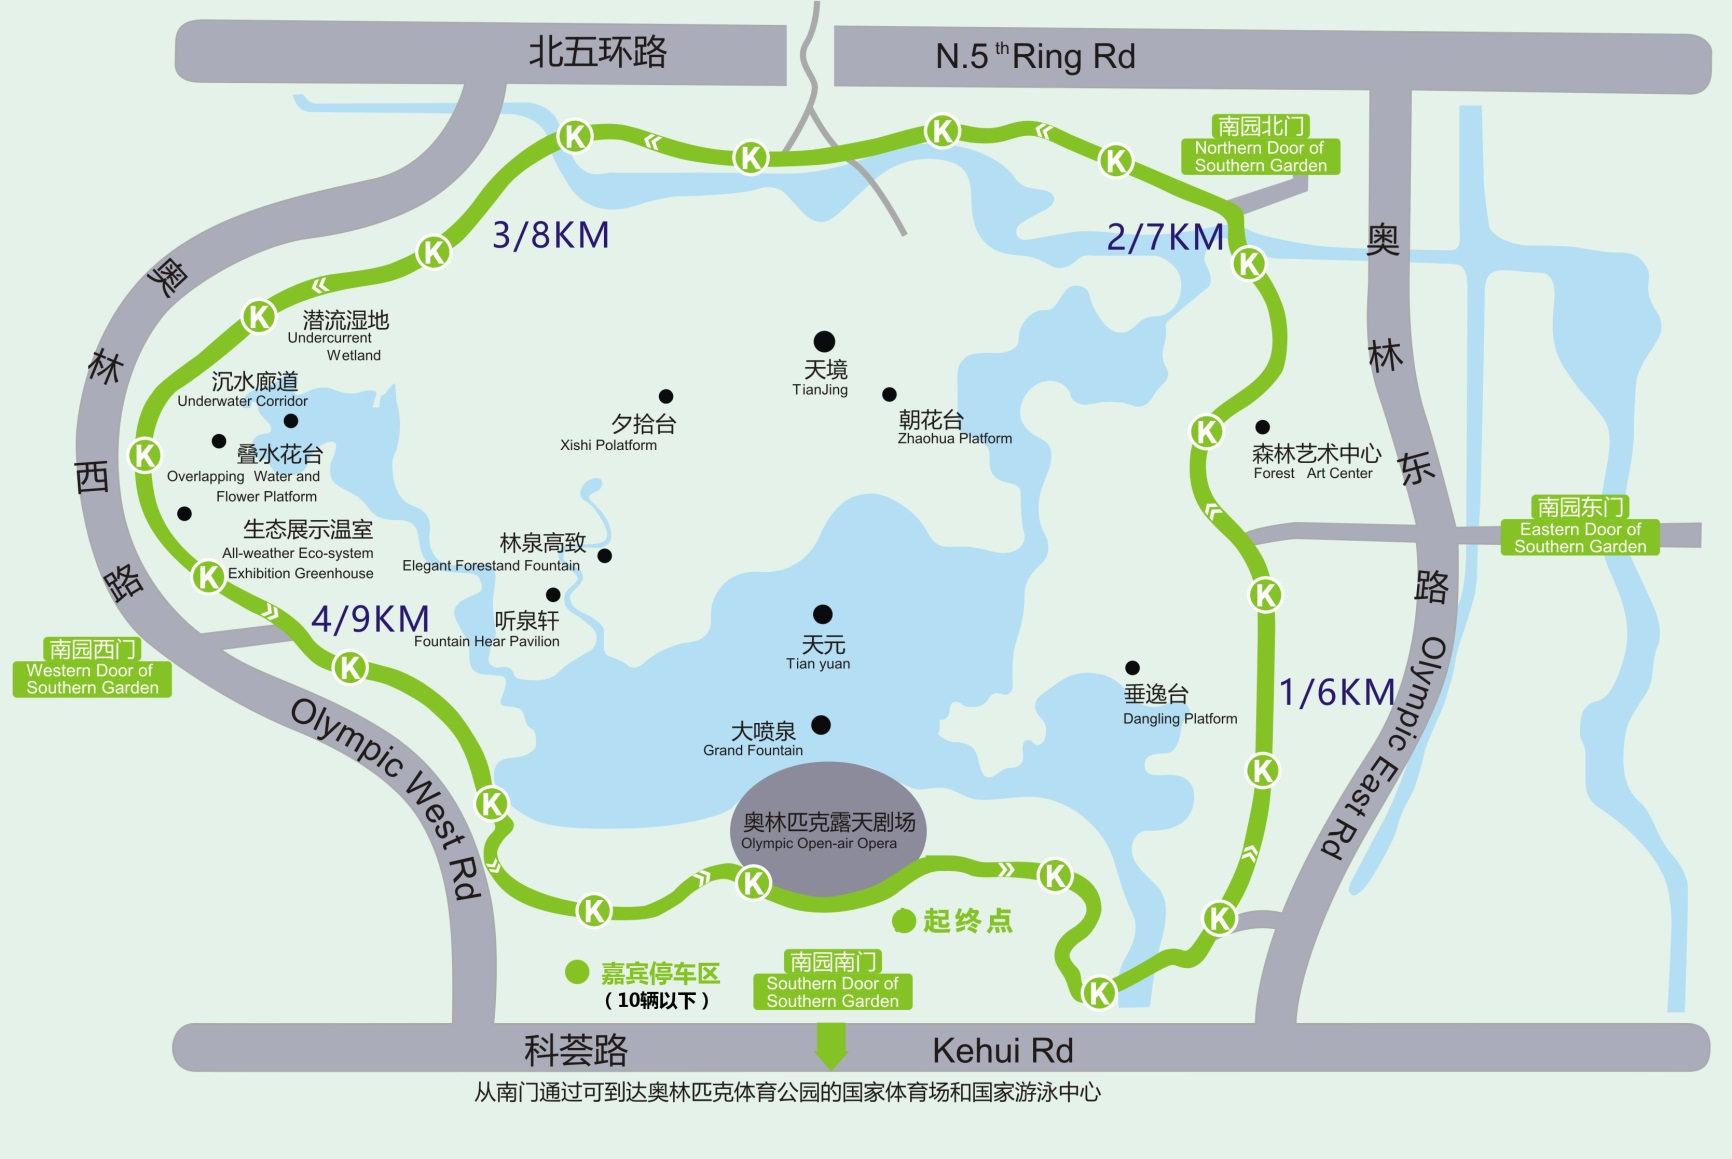 北五环路
N.5 th Ring Rd
南园北门
Northern Door of
Southern Garden
K
K
K
K
3/8KM
2/7KM
K
K
K
潜流湿地
Undercurrent
Wetland
天境
TianJing
沉水廊道
Underwater Corridor
夕拾台
Xishi Polatform
朝花台
Zhaohua Platform
K
K
叠水花台
Overlapping Water and
Flower Platform
森林艺术中心
Forest Art Center
生态展示温室
All-weather Eco-system
Exhibition Greenhouse
K
林泉高致
Elegant Forestand Fountain
南园东门
Eastern Door of
Southern Garden
K
4/9KM
听泉轩
Fountain Hear Pavilion
天元
Tian yuan
南园西门
Western Door of
Southern Garden
K
垂逸台
Dangling Platform
1/6KM
大喷泉
Grand Fountain
K
K
奥林匹克露天剧场
Olympic Open-air Opera
K
K
K
K
K
起终点
嘉宾停车区
（10辆以下）
南园南门
Southern Door of
Southern Garden
奥林西路
Olympic West Rd
奥林东路
Olympic East Rd
科荟路
Kehui Rd
从南门通过可到达奥林匹克体育公园的国家体育场和国家游泳中心